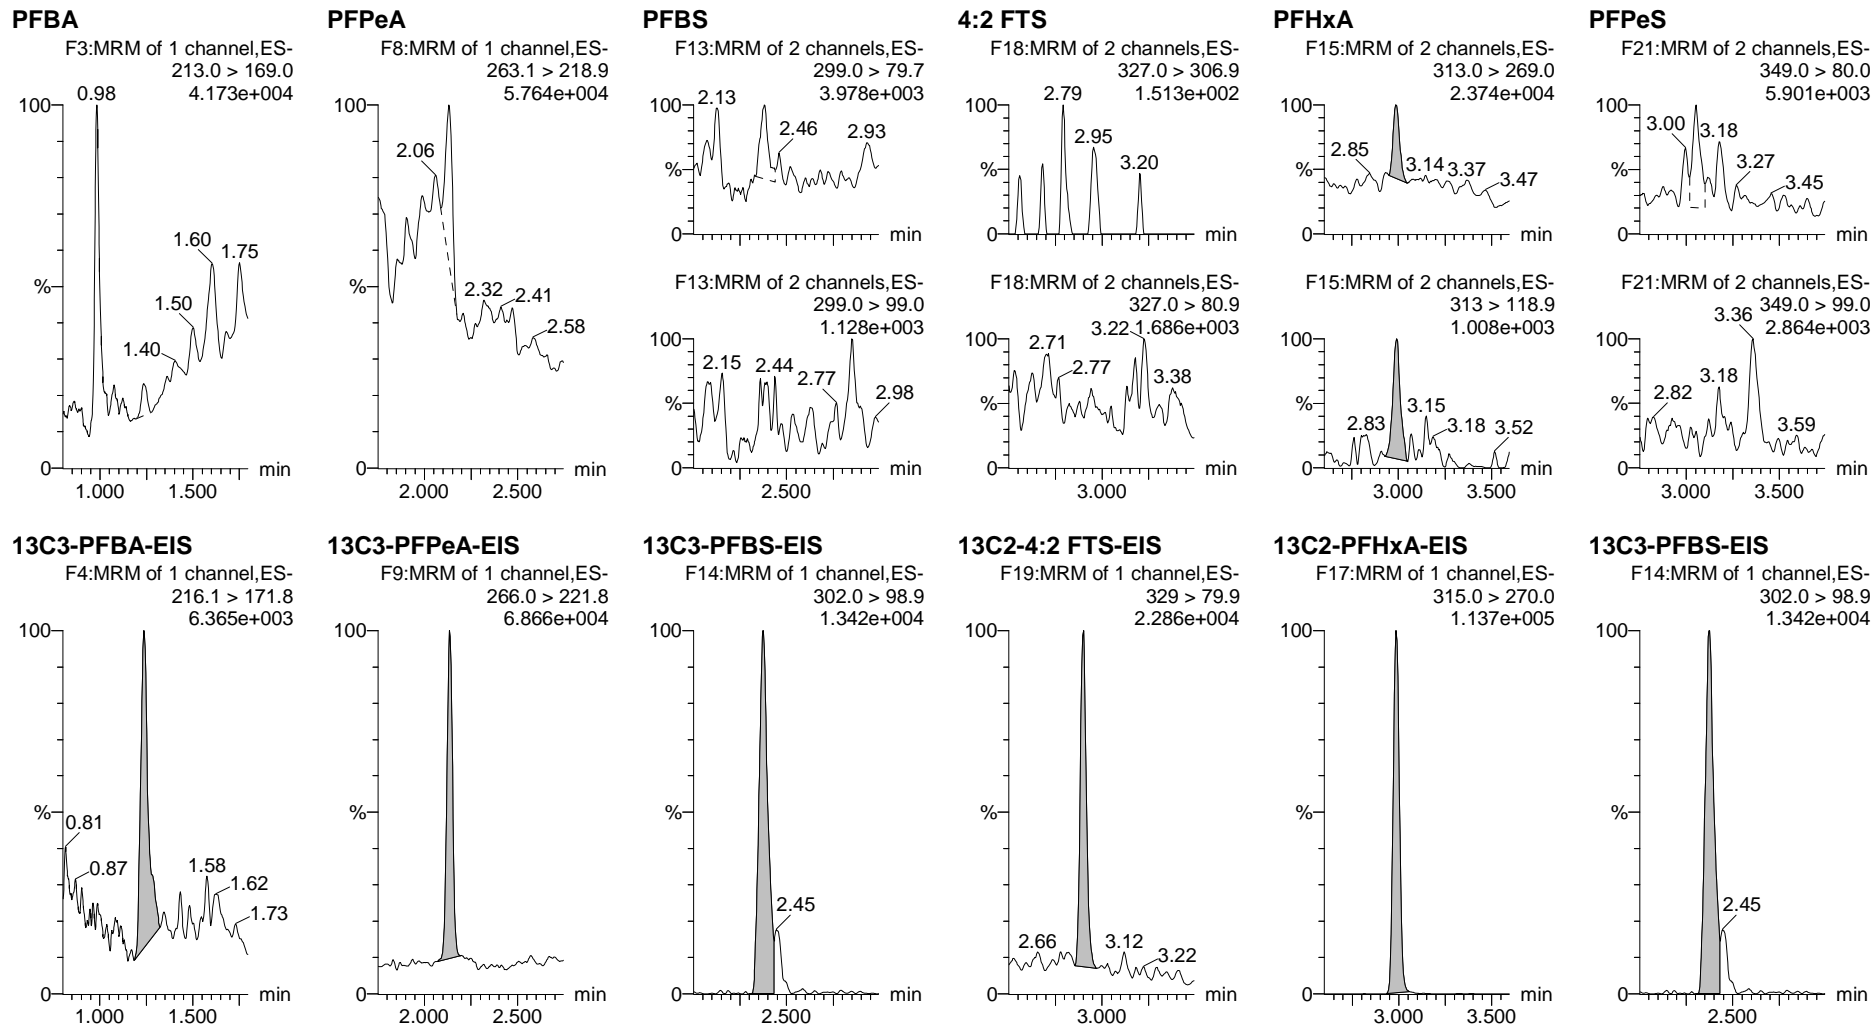 PFBA
F3:MRM of 1 channel,ES-
213.0 > 169.0
4.173e+004
100
0.98
1.60
1.75
1.50
1.40
%
0
min
1.000
1.500
PFPeA
F8:MRM of 1 channel,ES-
263.1 > 218.9
5.764e+004
100
2.06
2.32
2.41
2.58
%
0
min
2.000
2.500
PFBS
F13:MRM of 2 channels,ES-
299.0 > 79.7
3.978e+003
100
2.13
2.46
2.93
%
0
min
F13:MRM of 2 channels,ES-
299.0 > 99.0
1.128e+003
100
2.15
2.44
2.77
2.98
%
0
min
2.500
4:2 FTS
F18:MRM of 2 channels,ES-
327.0 > 306.9
1.513e+002
100
2.79
2.95
3.20
%
0
min
F18:MRM of 2 channels,ES-
327.0 > 80.9
3.22
1.686e+003
100
2.71
2.77
3.38
%
0
min
3.000
PFHxA
F15:MRM of 2 channels,ES-
313.0 > 269.0
2.374e+004
100
2.85
3.14
3.37
3.47
%
0
min
F15:MRM of 2 channels,ES-
313 > 118.9
1.008e+003
100
2.83
3.15
3.18
3.52
%
0
min
3.000
3.500
PFPeS
F21:MRM of 2 channels,ES-
349.0 > 80.0
5.901e+003
100
3.00
3.18
3.27
3.45
%
0
min
F21:MRM of 2 channels,ES-
349.0 > 99.0
2.864e+003
3.36
100
2.82
3.18
3.59
%
0
min
3.000
3.500
13C3-PFBA-EIS
F4:MRM of 1 channel,ES-
216.1 > 171.8
6.365e+003
100
%
0.81
0.87
1.58
1.62
1.73
0
min
1.000
1.500
13C3-PFPeA-EIS
F9:MRM of 1 channel,ES-
266.0 > 221.8
6.866e+004
100
%
0
min
2.000
2.500
13C3-PFBS-EIS
F14:MRM of 1 channel,ES-
302.0 > 98.9
1.342e+004
100
%
2.45
0
min
2.500
13C2-4:2 FTS-EIS
F19:MRM of 1 channel,ES-
329 > 79.9
2.286e+004
100
%
2.66
3.12
3.22
0
min
3.000
13C2-PFHxA-EIS
F17:MRM of 1 channel,ES-
315.0 > 270.0
1.137e+005
100
%
0
min
3.000
3.500
13C3-PFBS-EIS
F14:MRM of 1 channel,ES-
302.0 > 98.9
1.342e+004
100
%
2.45
0
min
2.500